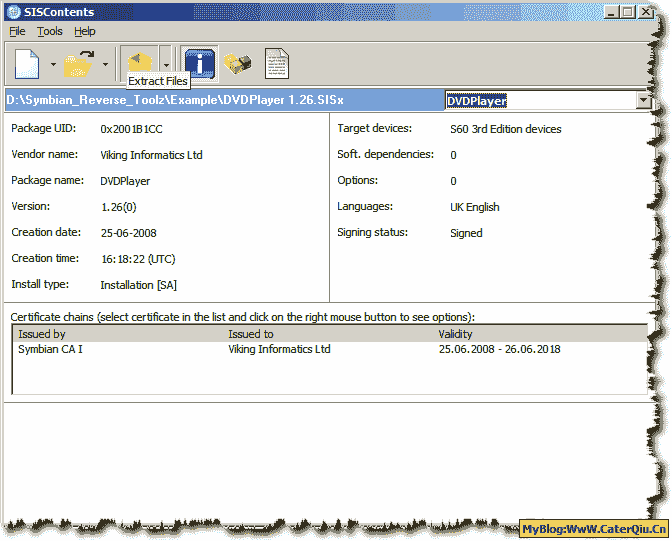 SISContents
File Tools Help
Extract Files
D:\Symbian_Reverse_Toolz\Example\DVDPlayer 1.26.SISx
DVDPlayer
Package UID: 0x2001B1CC
Vendor name: Viking Informatics Ltd
Package name: DVDPlayer
Version: 1.26(0)
Creation date: 25-06-2008
Creation time: 16:18:22 (UTC)
Install type: Installation [SA]
Target devices: S60 3rd Edition devices
Soft. dependencies: 0
Options: 0
Languages: UK English
Signing status: Signed
Certificate chains (select certificate in the list and click on the right mouse button to see options):
Issued by Issued to Validity
Symbian CA I Viking Informatics Ltd 25.06.2008 - 26.06.2018
MyBlog:WwW.CaterQiu.Cn